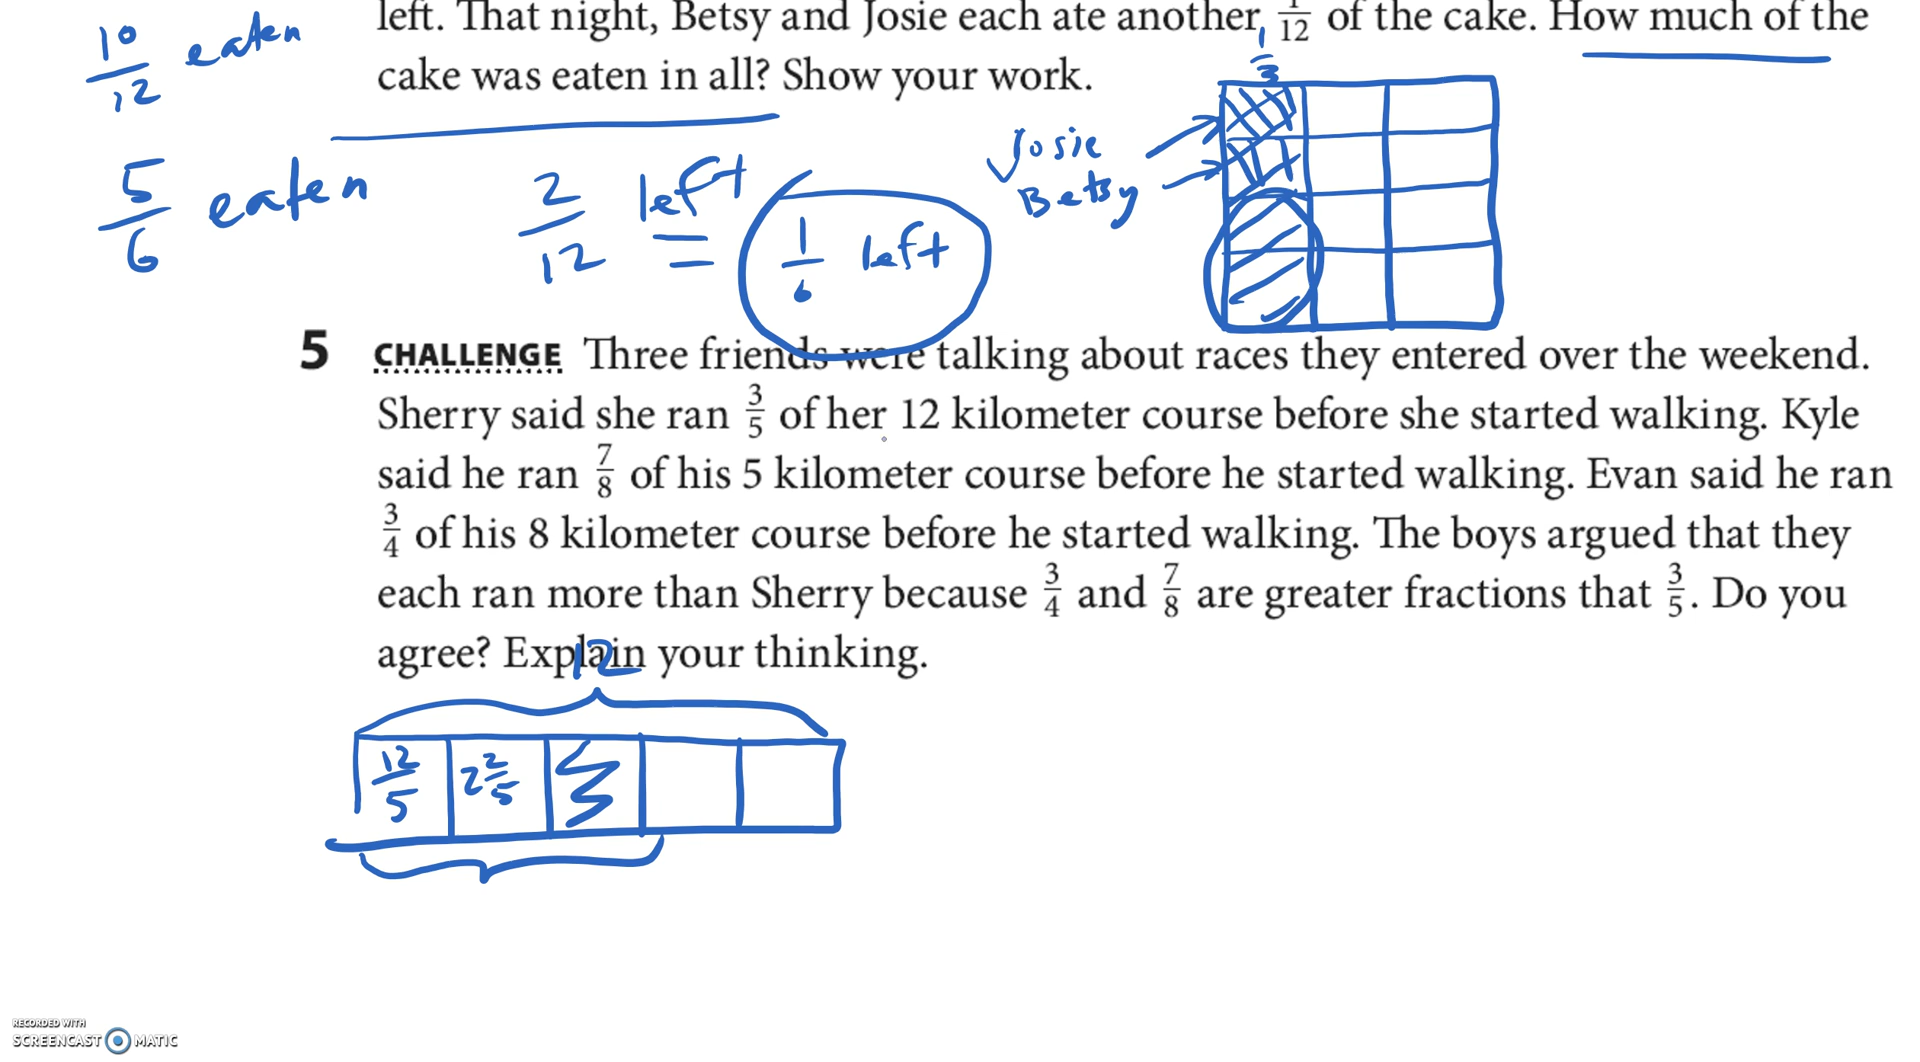 left. That night, Betsy and Josie each ate another 1/12 of the cake. How much of the
10/12 eaten
cake was eaten in all? Show your work.
1/3
Josie
Betsy
5/6 eaten
2/12 left = 1/6 left
5 CHALLENGE Three friends were talking about races they entered over the weekend.
Sherry said she ran 3/5 of her 12 kilometer course before she started walking. Kyle
said he ran 7/8 of his 5 kilometer course before he started walking. Evan said he ran
3/4 of his 8 kilometer course before he started walking. The boys argued that they
each ran more than Sherry because 3/4 and 7/8 are greater fractions that 3/5. Do you
agree? Explain your thinking.
12
12/5 2 2/5
RECORDED WITH
SCREENCAST MATIC